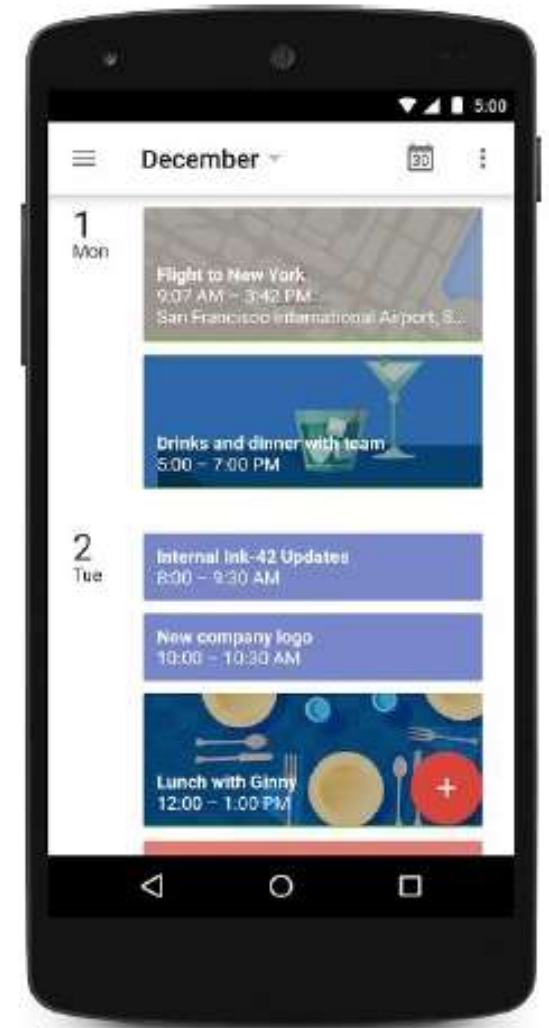 5:00
December
30
1
Mon
Flight to New York
9:07 AM – 3:42 PM
San Francisco International Airport, S...
Drinks and dinner with team
5:00 – 7:00 PM
2
Tue
Internal Ink-42 Updates
8:00 – 9:30 AM
New company logo
10:00 – 10:30 AM
Lunch with Ginny
12:00 – 1:00 PM
+